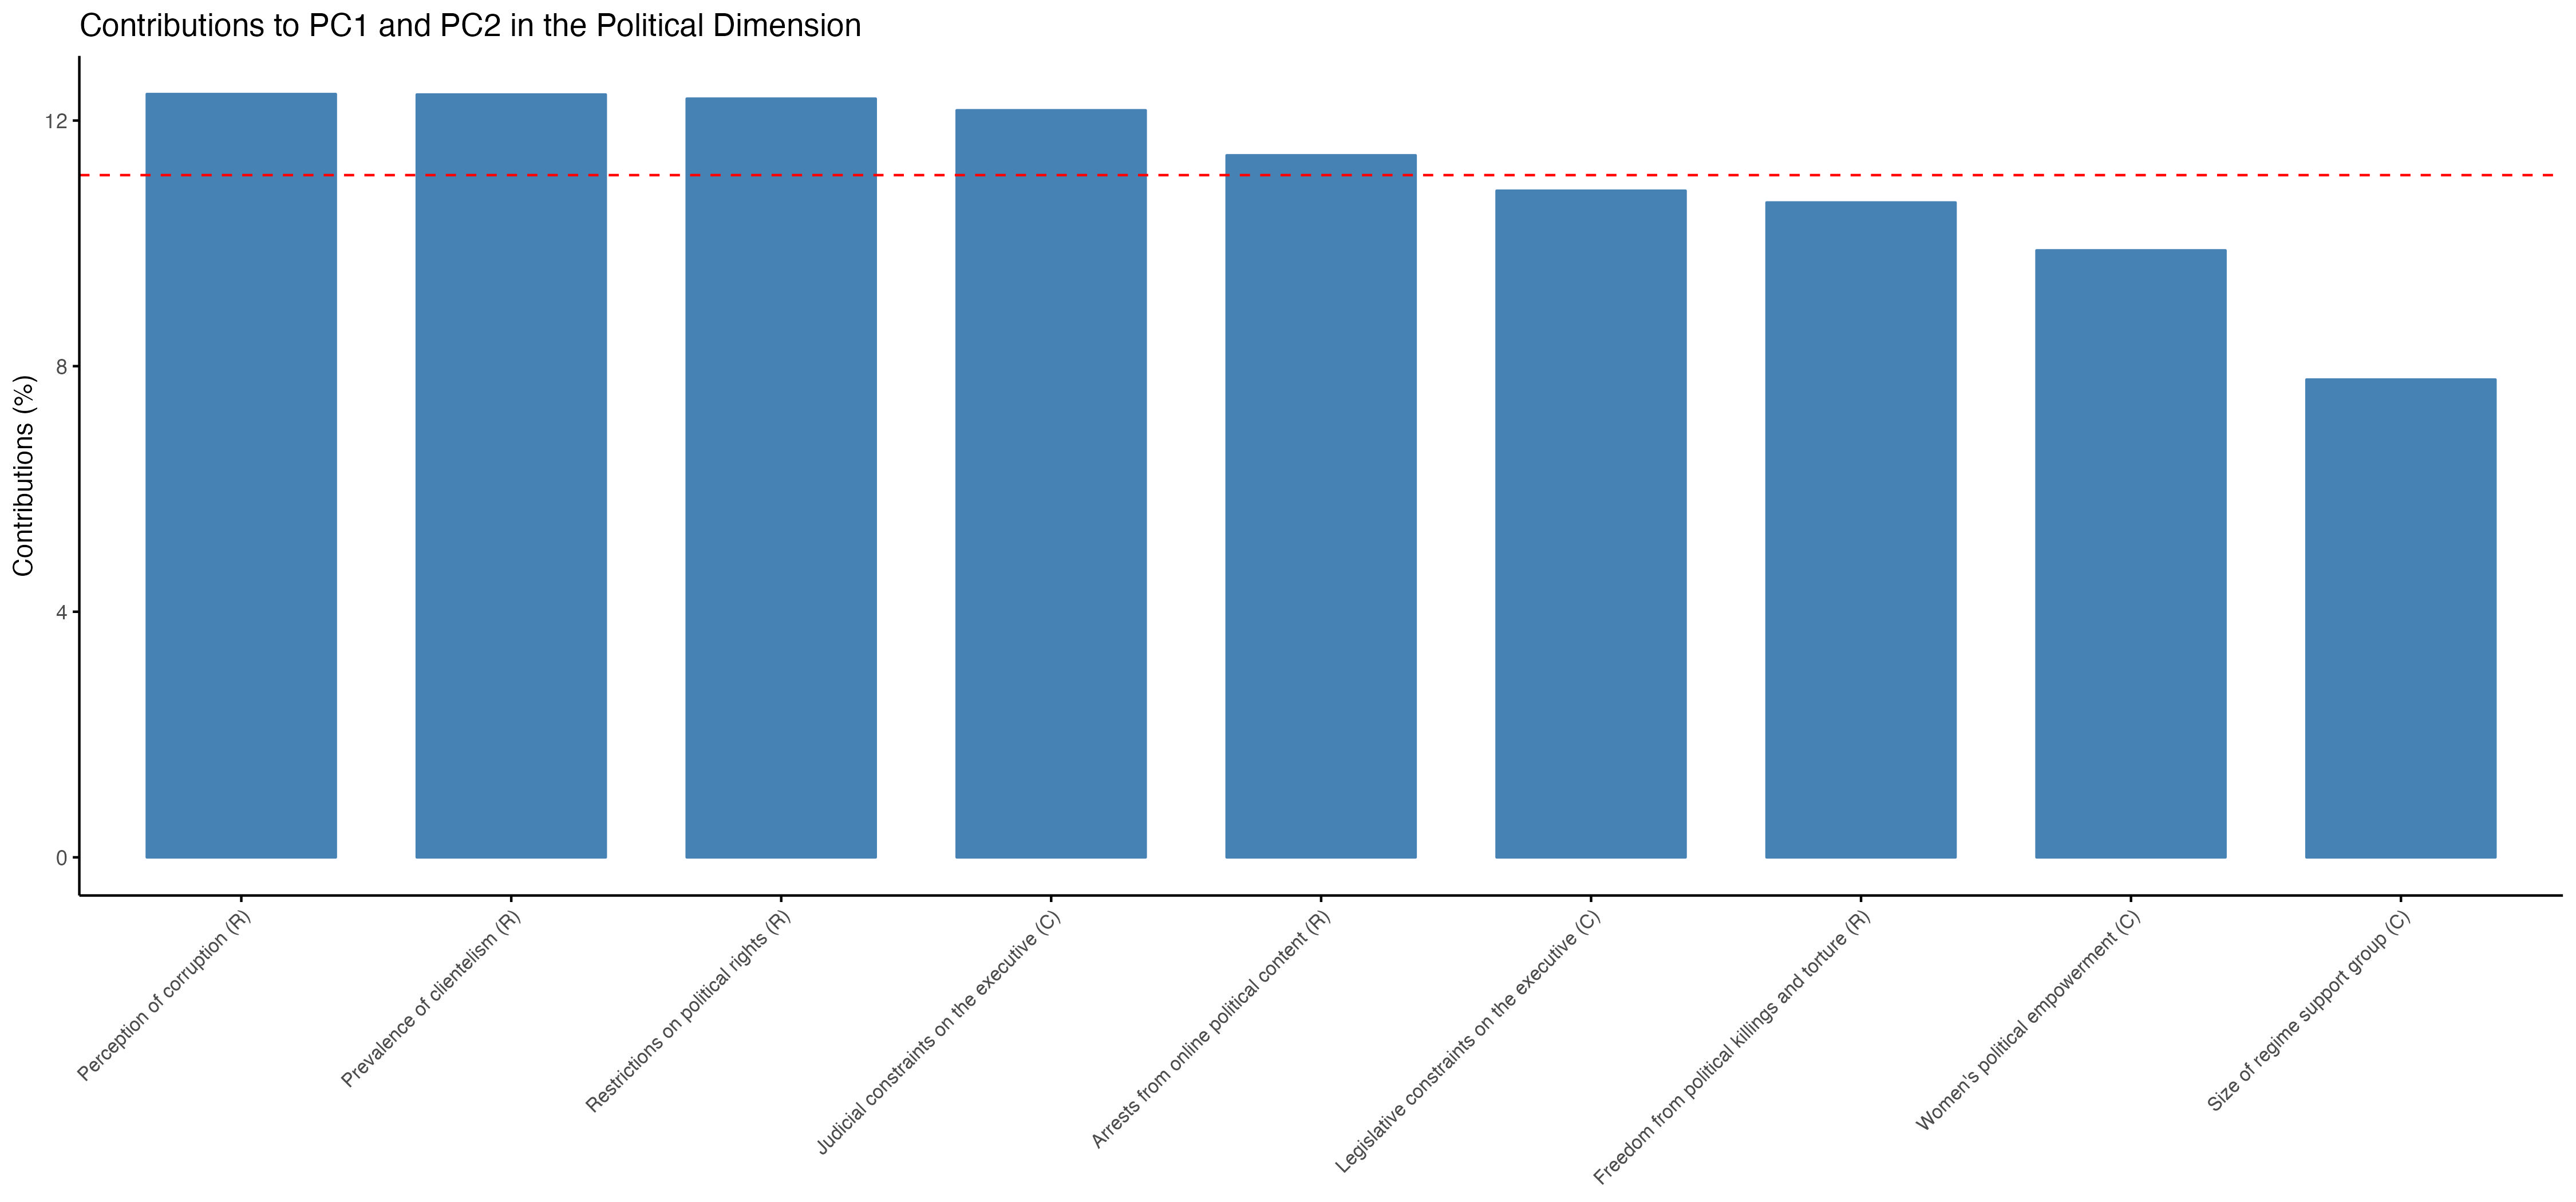 Contributions to PC1 and PC2 in the Political Dimension
Contributions (%)
12
8
4
0
Perception of corruption (R)
Prevalence of clientelism (R)
Restrictions on political rights (R)
Judicial constraints on the executive (C)
Arrests from online political content (R)
Legislative constraints on the executive (C)
Freedom from political killings and torture (R)
Women's political empowerment (C)
Size of regime support group (C)